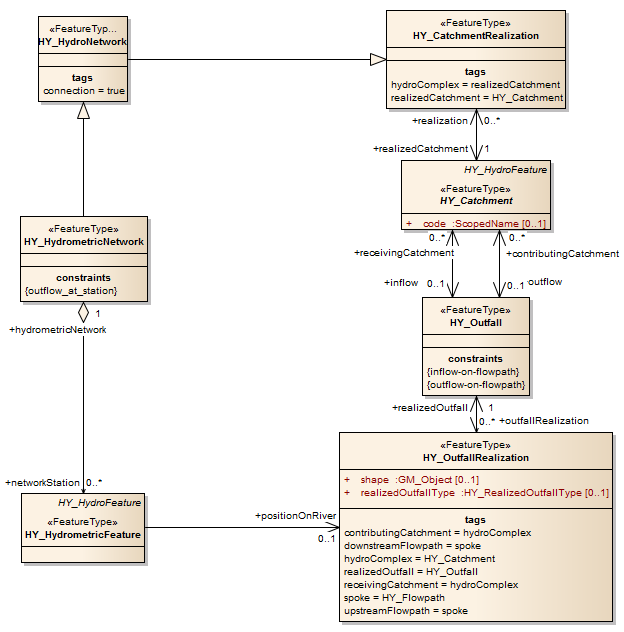 «FeatureTyp...
HY_HydroNetwork
tags
connection = true
«FeatureType»
HY_CatchmentRealization
tags
hydroComplex = realizedCatchment
realizedCatchment = HY_Catchment
+realization
0..*
+realizedCatchment
1
HY_HydroFeature
«FeatureType»
HY_Catchment
+ code :ScopedName [0..1]
0..*
0..*
+receivingCatchment
+contributingCatchment
+inflow
0..1
0..1
outflow
«FeatureType»
HY_HydrometricNetwork
constraints
{outflow_at_station}
1
+hydrometricNetwork
«FeatureType»
HY_Outfall
constraints
{inflow-on-flowpath}
{outflow-on-flowpath}
+realizedOutfall
1
0..*
+outfallRealization
«FeatureType»
HY_OutfallRealization
+ shape :GM_Object [0..1]
+ realizedOutfallType :HY_RealizedOutfallType [0..1]
tags
contributingCatchment = hydroComplex
downstreamFlowpath = spoke
hydroComplex = HY_Catchment
realizedOutfall = HY_Outfall
receivingCatchment = hydroComplex
spoke = HY_Flowpath
upstreamFlowpath = spoke
+networkStation
0..*
HY_HydroFeature
«FeatureType»
HY_HydrometricFeature
+positionOnRiver
0..1